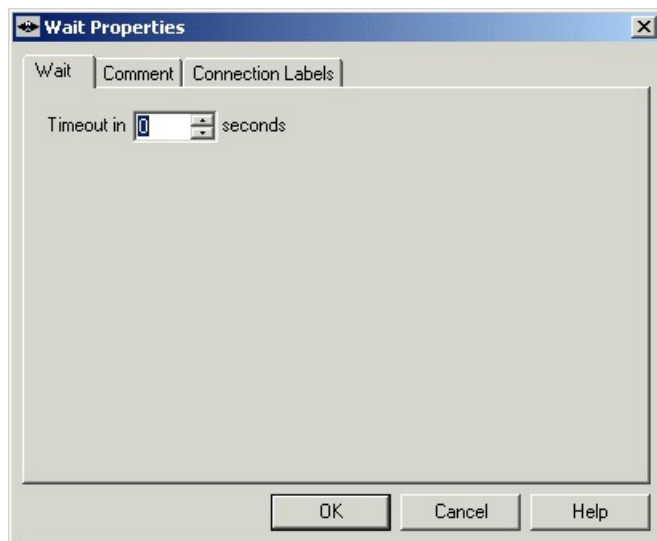 Wait Properties
Wait Comment Connection Labels
Timeout in 0 seconds
OK Cancel Help